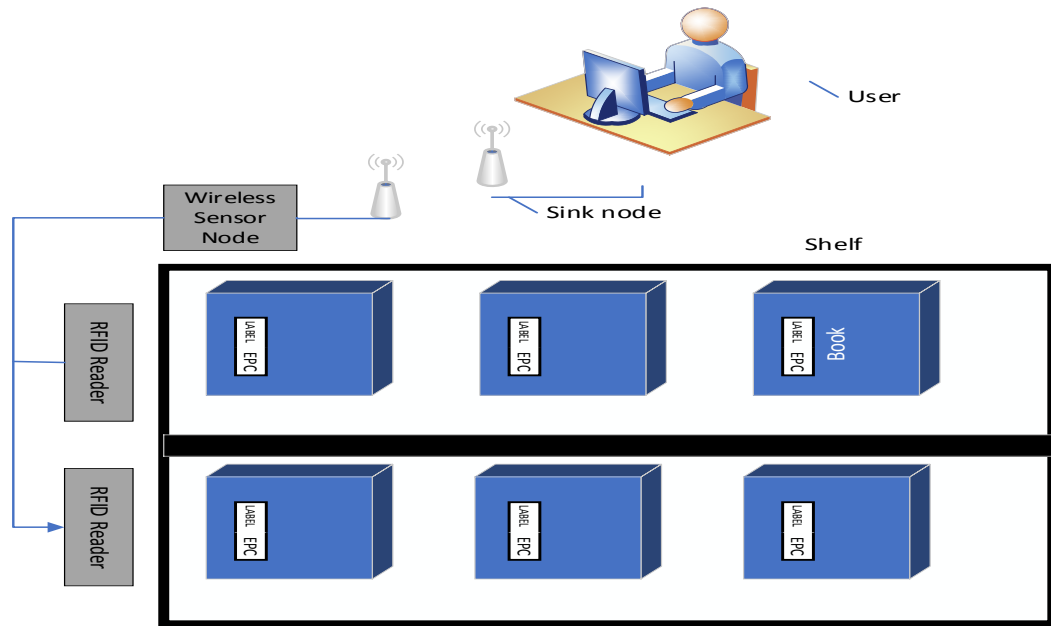 User
Wireless
Sensor
Node
Sink node
Shelf
RFID Reader
LABEL EPC
LABEL EPC
LABEL EPC
Book
RFID Reader
LABEL EPC
LABEL EPC
LABEL EPC